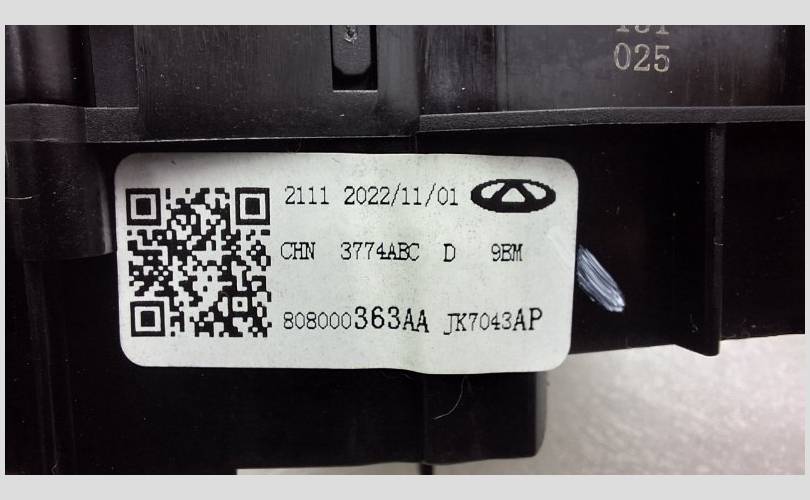 025
2111 2022/11/01
CHN 3774ABC D 9BM
808000363AA JK7043AP